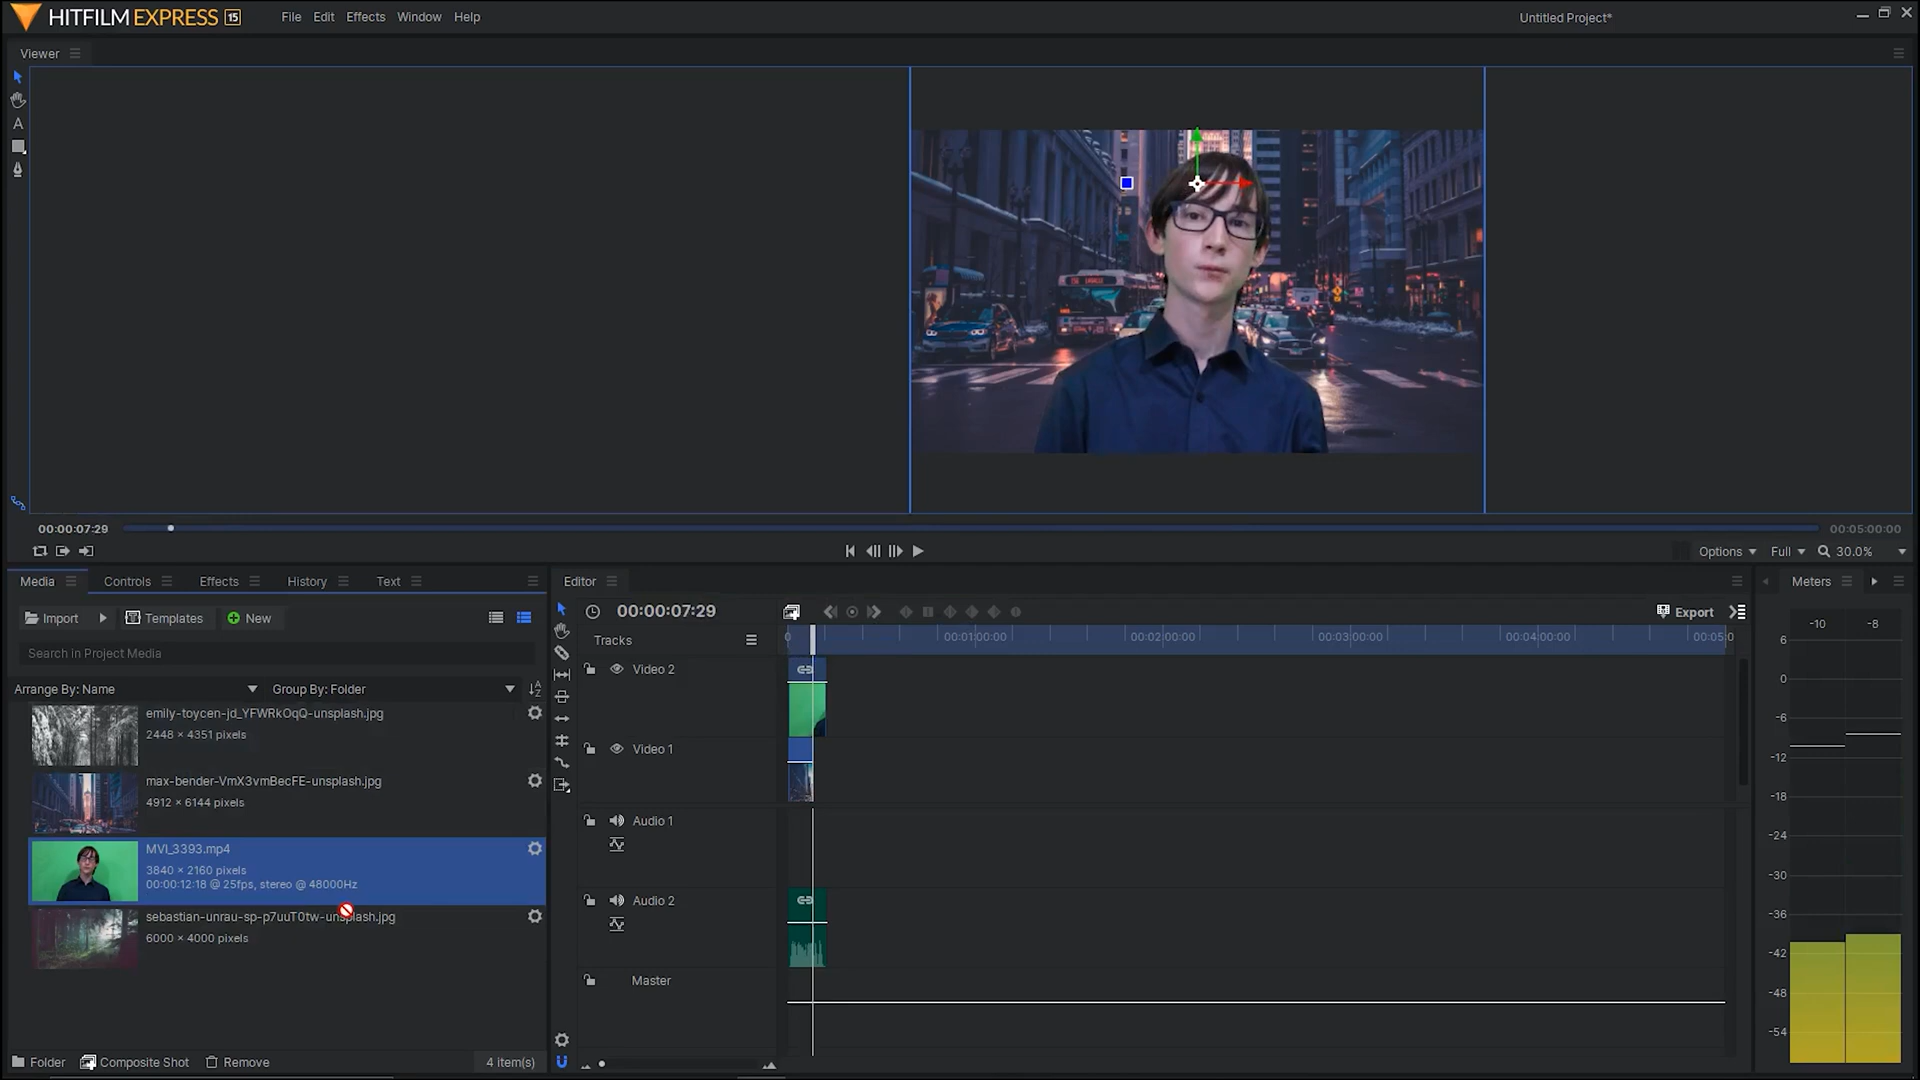 HITFILM EXPRESS 15 File Edit Effects Window Help Untitled Project*
Viewer
A
00:00:07:29 00:05:00:00
Options Full 30.0%
Media Controls Effects History Text
Import Templates New
Search in Project Media
Arrange By: Name Group By: Folder
emily-toycen-jd_YFWRkOqQ-unsplash.jpg
2448 × 4351 pixels
max-bender-VmX3vmBecFE-unsplash.jpg
4912 × 6144 pixels
MVI_3393.mp4
3840 × 2160 pixels
00:00:12:18 @ 25fps, stereo @ 48000Hz
sebastian-unrau-sp-p7uuT0tw-unsplash.jpg
6000 × 4000 pixels
Folder Composite Shot Remove 4 item(s)
Editor
00:00:07:29 Export
Tracks 0 00:01:00:00 00:02:00:00 00:03:00:00 00:04:00:00 00:05:0
Video 2
Video 1
Audio 1
Audio 2
Master
Meters
-10 -8
6
0
-6
-12
-18
-24
-30
-36
-42
-48
-54